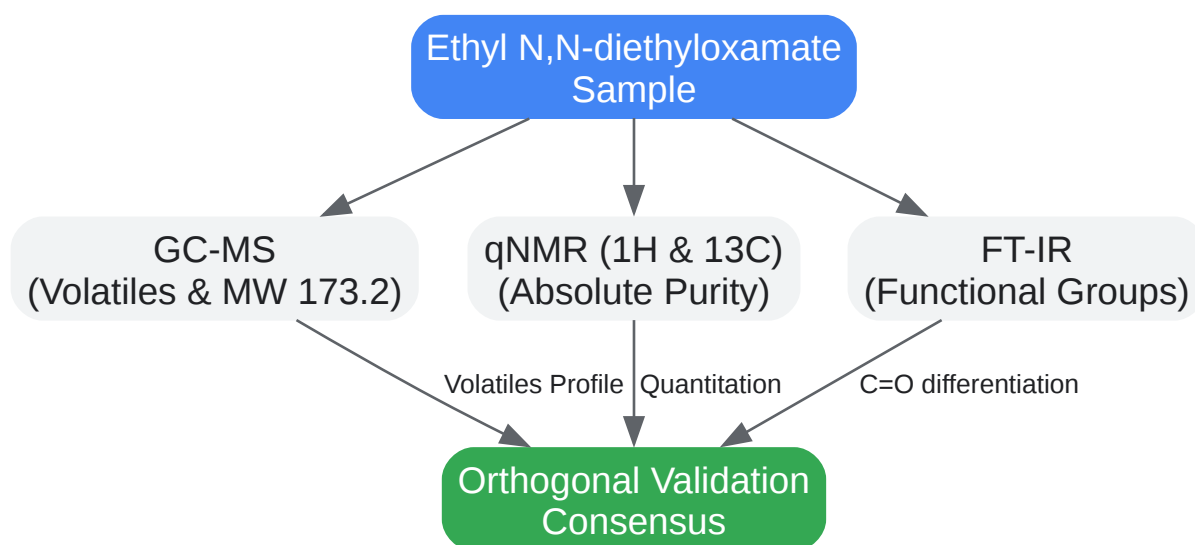 Ethyl N,N-diethyloxamate
Sample
GC-MS
(Volatiles & MW 173.2)
qNMR (1H & 13C)
(Absolute Purity)
FT-IR
(Functional Groups)
Volatiles Profile
Quantitation
C=O differentiation
Orthogonal Validation
Consensus